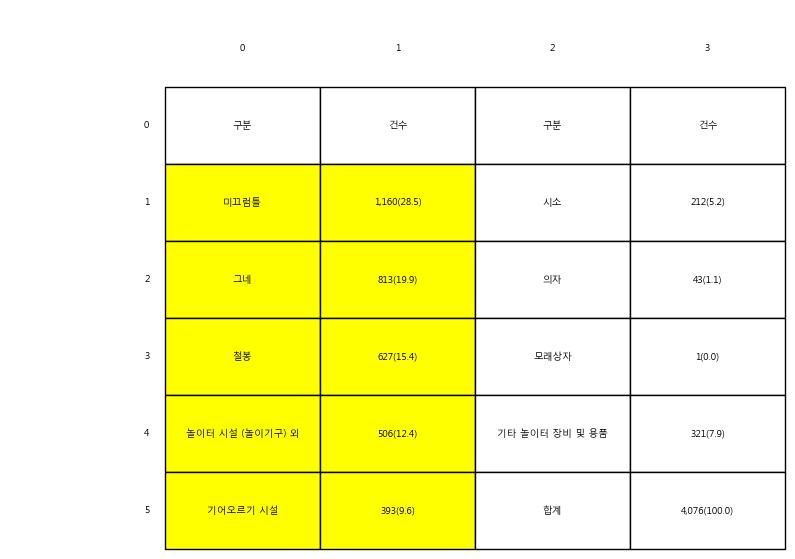 0 1 2 3
0 구분 건수 구분 건수
1 미끄럼틀 1,160(28.5) 시소 212(5.2)
2 그네 813(19.9) 의자 43(1.1)
3 철봉 627(15.4) 모래상자 1(0.0)
4 놀이터 시설 (놀이기구) 외 506(12.4) 기타 놀이터 장비 및 용품 321(7.9)
5 기어오르기 시설 393(9.6) 합계 4,076(100.0)